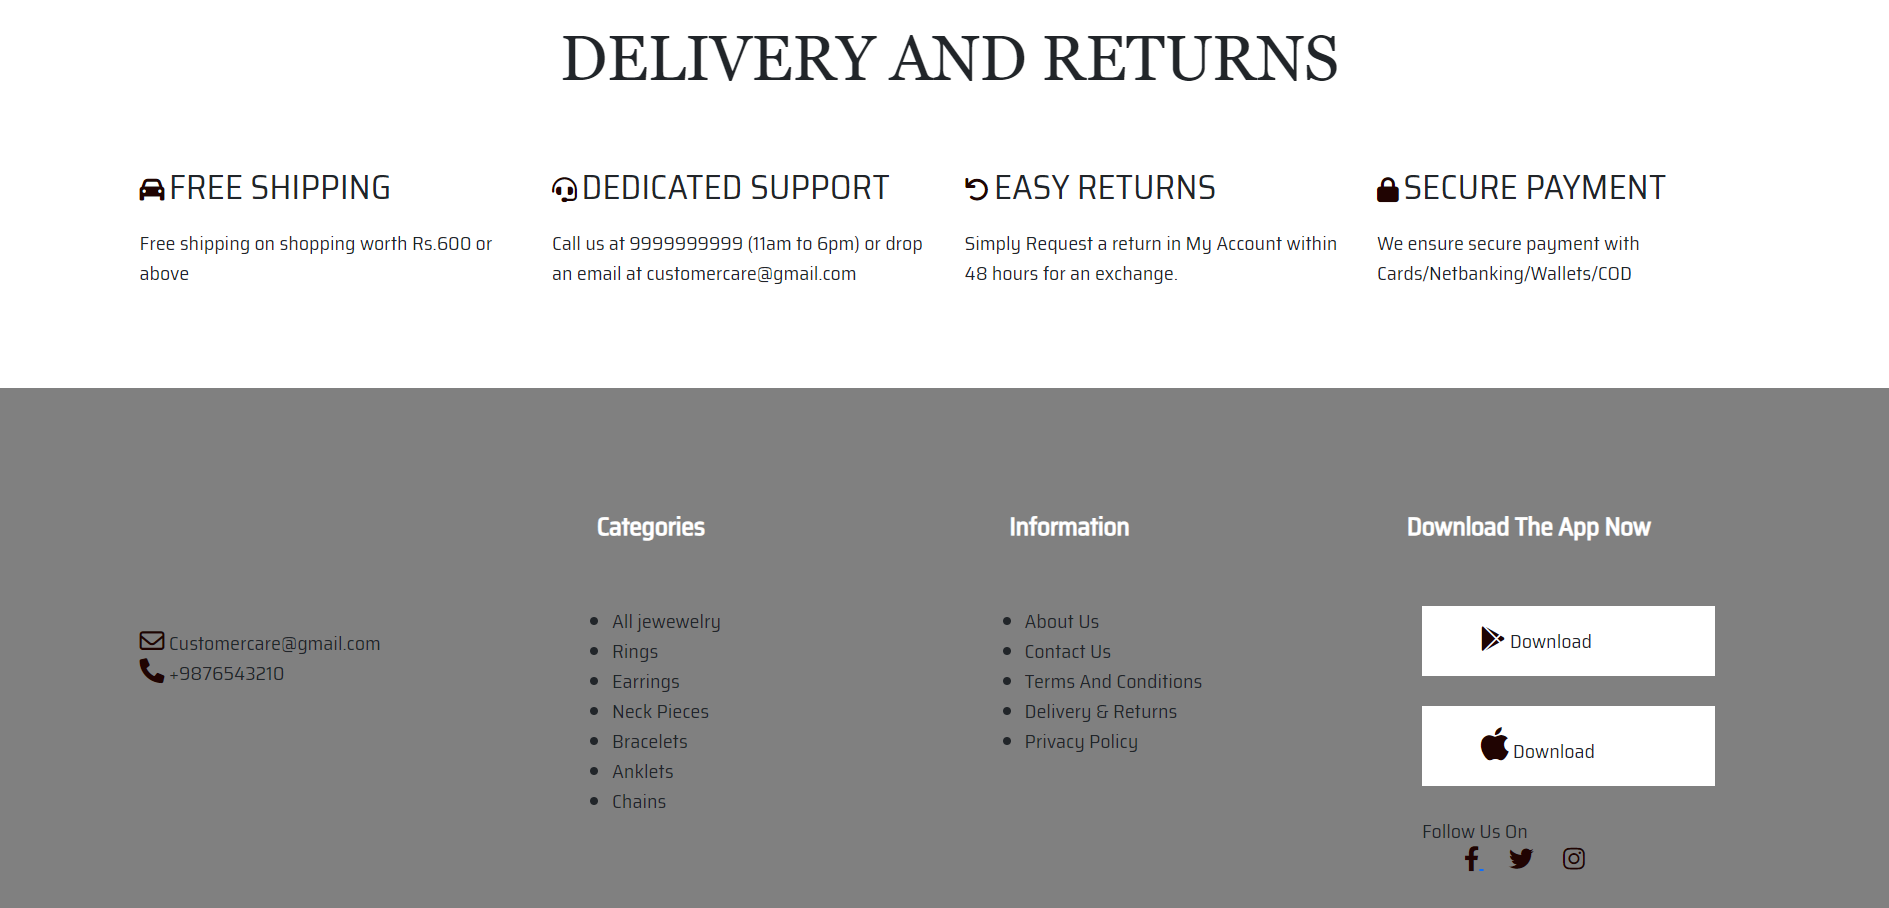 DELIVERY AND RETURNS
FREE SHIPPING
Free shipping on shopping worth Rs.600 or
above
DEDICATED SUPPORT
Call us at 9999999999 (11am to 6pm) or drop
an email at customercare@gmail.com
EASY RETURNS
Simply Request a return in My Account within
48 hours for an exchange.
SECURE PAYMENT
We ensure secure payment with
Cards/Netbanking/Wallets/COD
Customercare@gmail.com
+9876543210
Categories
All jewewelry
Rings
Earrings
Neck Pieces
Bracelets
Anklets
Chains
Information
About Us
Contact Us
Terms And Conditions
Delivery & Returns
Privacy Policy
Download The App Now
Download
Download
Follow Us On